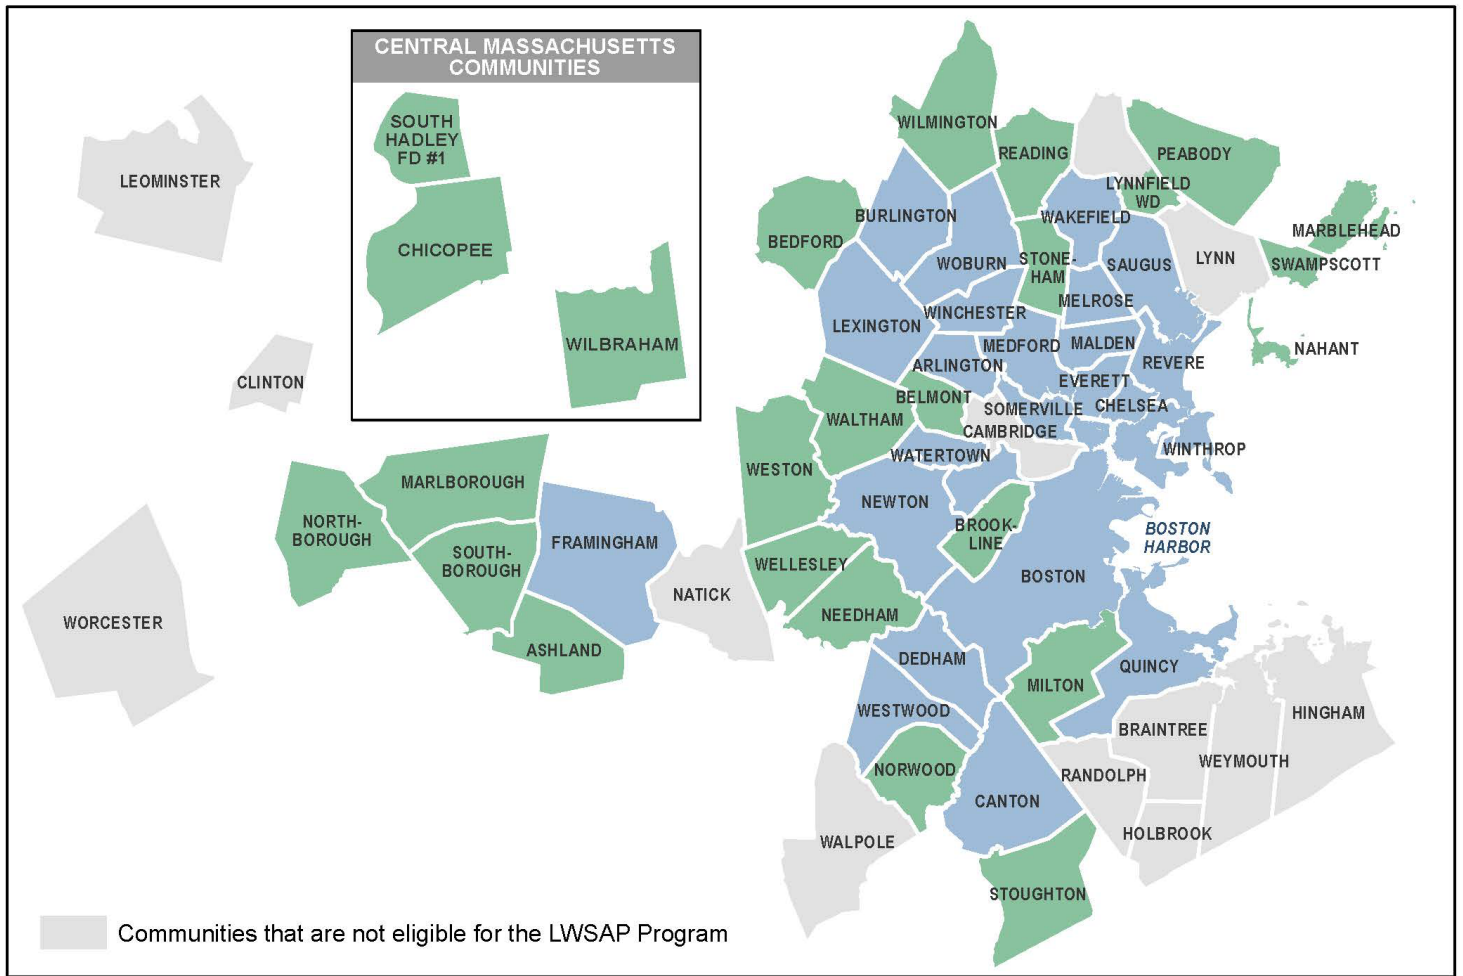 CENTRAL MASSACHUSETTS
COMMUNITIES
SOUTH
HADLEY
FD #1
CHICOPEE
WILBRAHAM
LEOMINSTER
CLINTON
WORCESTER
WILMINGTON
READING
PEABODY
LYNNFIELD
WD
BURLINGTON
WAKEFIELD
MARBLEHEAD
BEDFORD
WOBURN
STONE-
HAM
SAUGUS
LYNN
SWAMPSCOTT
MELROSE
WINCHESTER
LEXINGTON
MEDFORD
MALDEN
NAHANT
REVERE
ARLINGTON
EVERETT
BELMONT
SOMERVILLE
CHELSEA
WALTHAM
CAMBRIDGE
WINTHROP
WATERTOWN
WESTON
MARLBOROUGH
NEWTON
NORTH-
BOROUGH
FRAMINGHAM
BROOK-
LINE
BOSTON
HARBOR
SOUTH-
BOROUGH
WELLESLEY
BOSTON
NATICK
NEEDHAM
ASHLAND
DEDHAM
QUINCY
MILTON
WESTWOOD
HINGHAM
BRAINTREE
WEYMOUTH
NORWOOD
RANDOLPH
CANTON
HOLBROOK
WALPOLE
STOUGHTON
Communities that are not eligible for the LWSAP Program